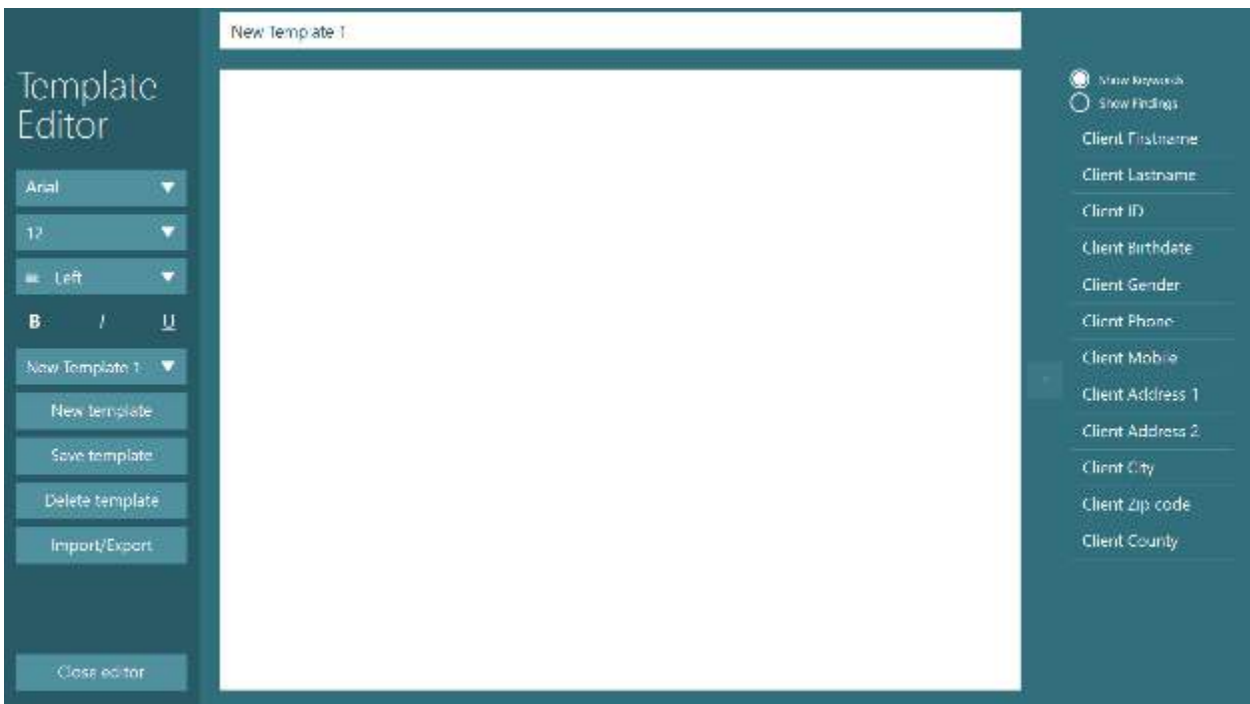 New Template 1
Template
Editor
Arial
12
Left
B I U
New Template 1
New template
Save template
Delete template
Import/Export
Close editor
Show Keywords
Show Findings
Client Firstname
Client Lastname
Client ID
Client Birthdate
Client Gender
Client Phone
Client Mobile
Client Address 1
Client Address 2
Client City
Client Zip code
Client County